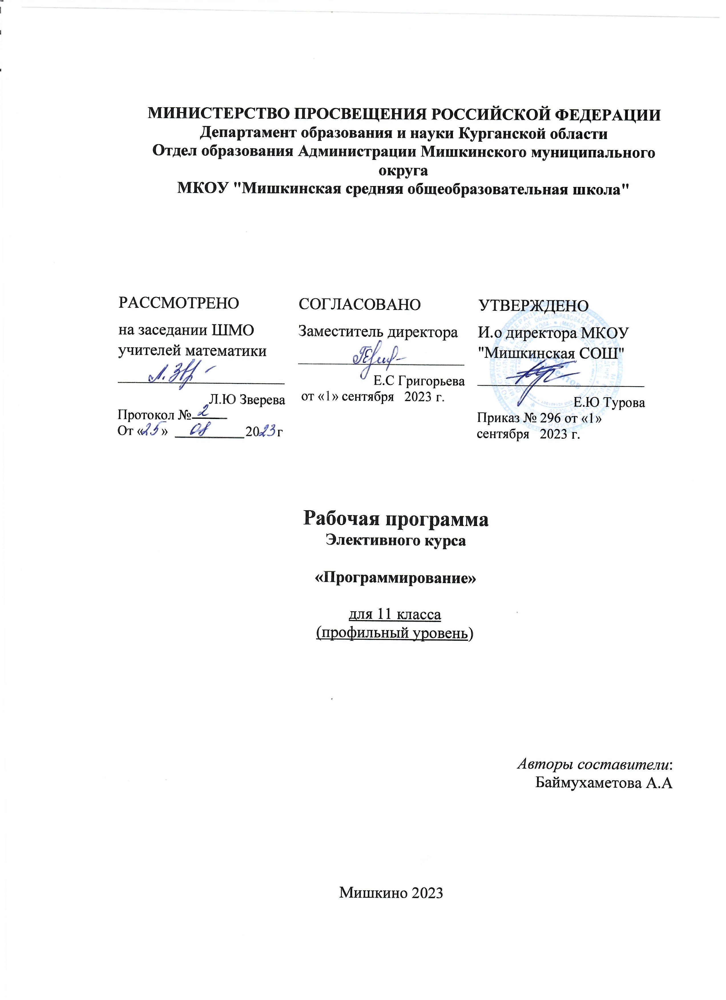 МИНИСТЕРСТВО ПРОСВЕЩЕНИЯ РОССИЙСКОЙ ФЕДЕРАЦИИ
Департамент образования и науки Курганской области
Отдел образования Администрации Мишкинского муниципального
округа
МКОУ "Мишкинская средняя общеобразовательная школа"
РАССМОТРЕНО
на заседании ШМО
учителей математики
Л.Ю Зверева
Протокол № 2
От «25» 08 2023 г
СОГЛАСОВАНО
Заместитель директора
Е.С Григорьева
от «1» сентября 2023 г.
УТВЕРЖДЕНО
И.о директора МКОУ
"Мишкинская СОШ"
Е.Ю Турова
Приказ № 296 от «1»
сентября 2023 г.
Рабочая программа
Элективного курса
«Программирование»
для 11 класса
(профильный уровень)
Авторы составители:
Баймухаметова А.А
Мишкино 2023